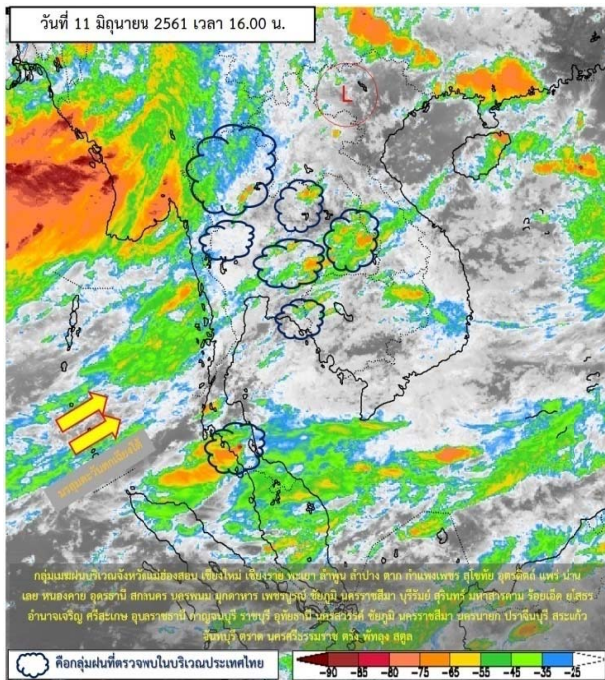 วันที่ 11 มิถุนายน 2561 เวลา 16.00 น.
L
มรสุมตะวันตกเฉียงใต้
กลุ่มเมฆฝนบริเวณจังหวัดแม่ฮ่องสอน เชียงใหม่ เชียงราย พะเยา ลำพูน ลำปาง ตาก กำแพงเพชร สุโขทัย อุตรดิตถ์ แพร่ น่าน
เลย หนองคาย อุดรธานี สกลนคร นครพนม มุกดาหาร เพชรบูรณ์ ชัยภูมิ นครราชสีมา บุรีรัมย์ สุรินทร์ มหาสารคาม ร้อยเอ็ด ยโสธร
อำนาจเจริญ ศรีสะเกษ อุบลราชธานี กาญจนบุรี ราชบุรี อุทัยธานี นครสวรรค์ ชัยภูมิ นครราชสีมา นครนายก ปราจีนบุรี สระแก้ว
จันทบุรี ตราด นครศรีธรรมราช ตรัง พัทลุง สตูล
คือกลุ่มฝนที่ตรวจพบในบริเวณประเทศไทย
-90 -85 -80 -75 -65 -55 -45 -35 -25